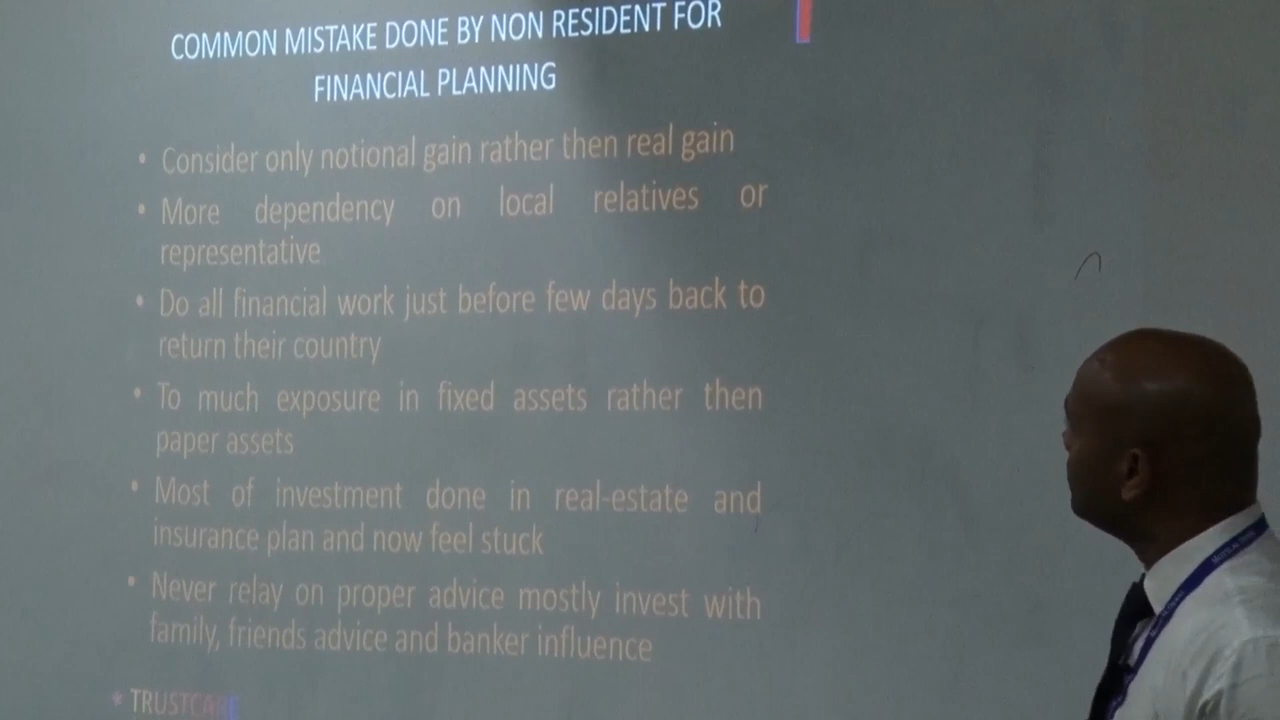 COMMON MISTAKE DONE BY NON RESIDENT FOR
FINANCIAL PLANNING
• Consider only notional gain rather then real gain
• More dependency on local relatives or
representative
• Do all financial work just before few days back to
return their country
• To much exposure in fixed assets rather then
paper assets
• Most of investment done in real-estate and
insurance plan and now feel stuck
• Never relay on proper advice mostly invest with
family, friends advice and banker influence
* TRUSTCARE